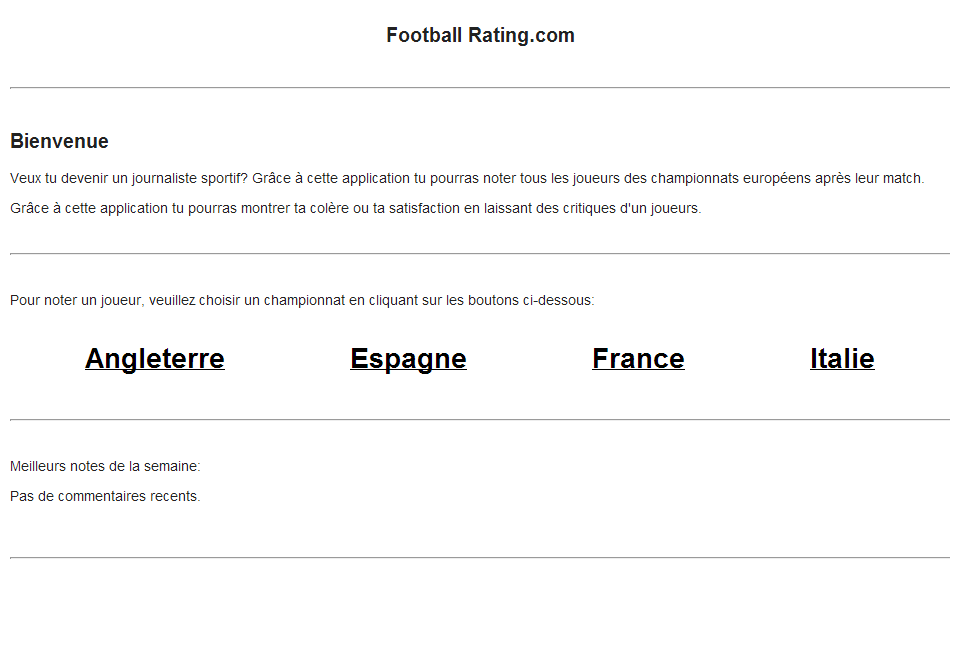 Football Rating.com
Bienvenue
Veux tu devenir un journaliste sportif? Grâce à cette application tu pourras noter tous les joueurs des championnats européens après leur match.
Grâce à cette application tu pourras montrer ta colère ou ta satisfaction en laissant des critiques d'un joueurs.
Pour noter un joueur, veuillez choisir un championnat en cliquant sur les boutons ci-dessous:
Angleterre Espagne France Italie
Meilleurs notes de la semaine:
Pas de commentaires recents.